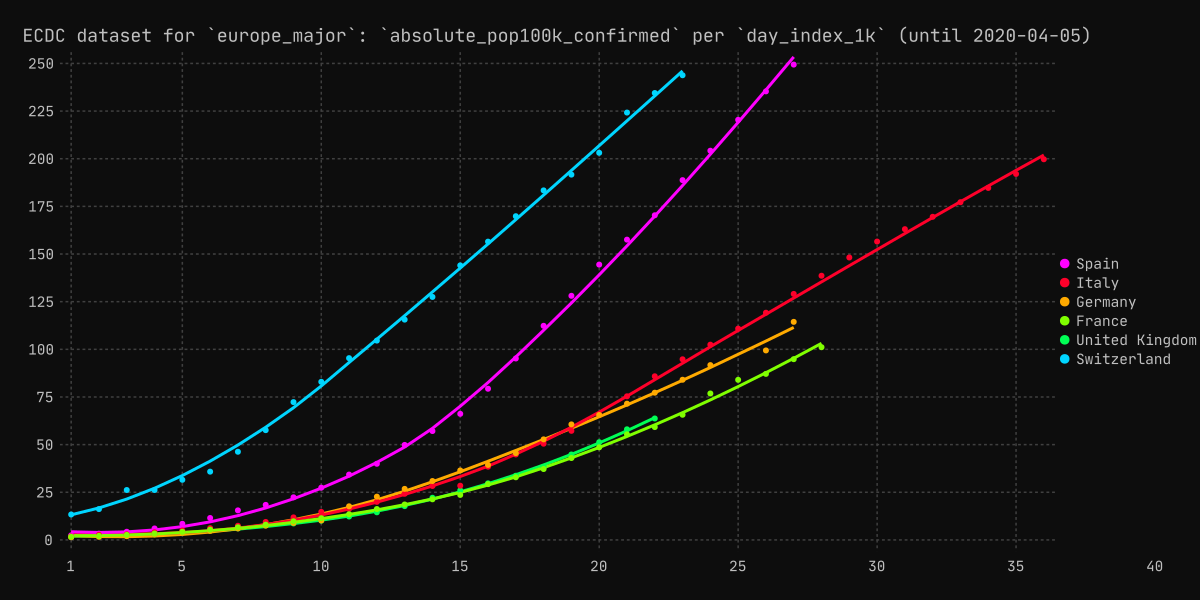 ECDC dataset for `europe_major`: `absolute_pop100k_confirmed` per `day_index_1k` (until 2020-04-05)
250
225
200
175
150
125
100
75
50
25
0
1 5 10 15 20 25 30 35 40
Spain
Italy
Germany
France
United Kingdom
Switzerland